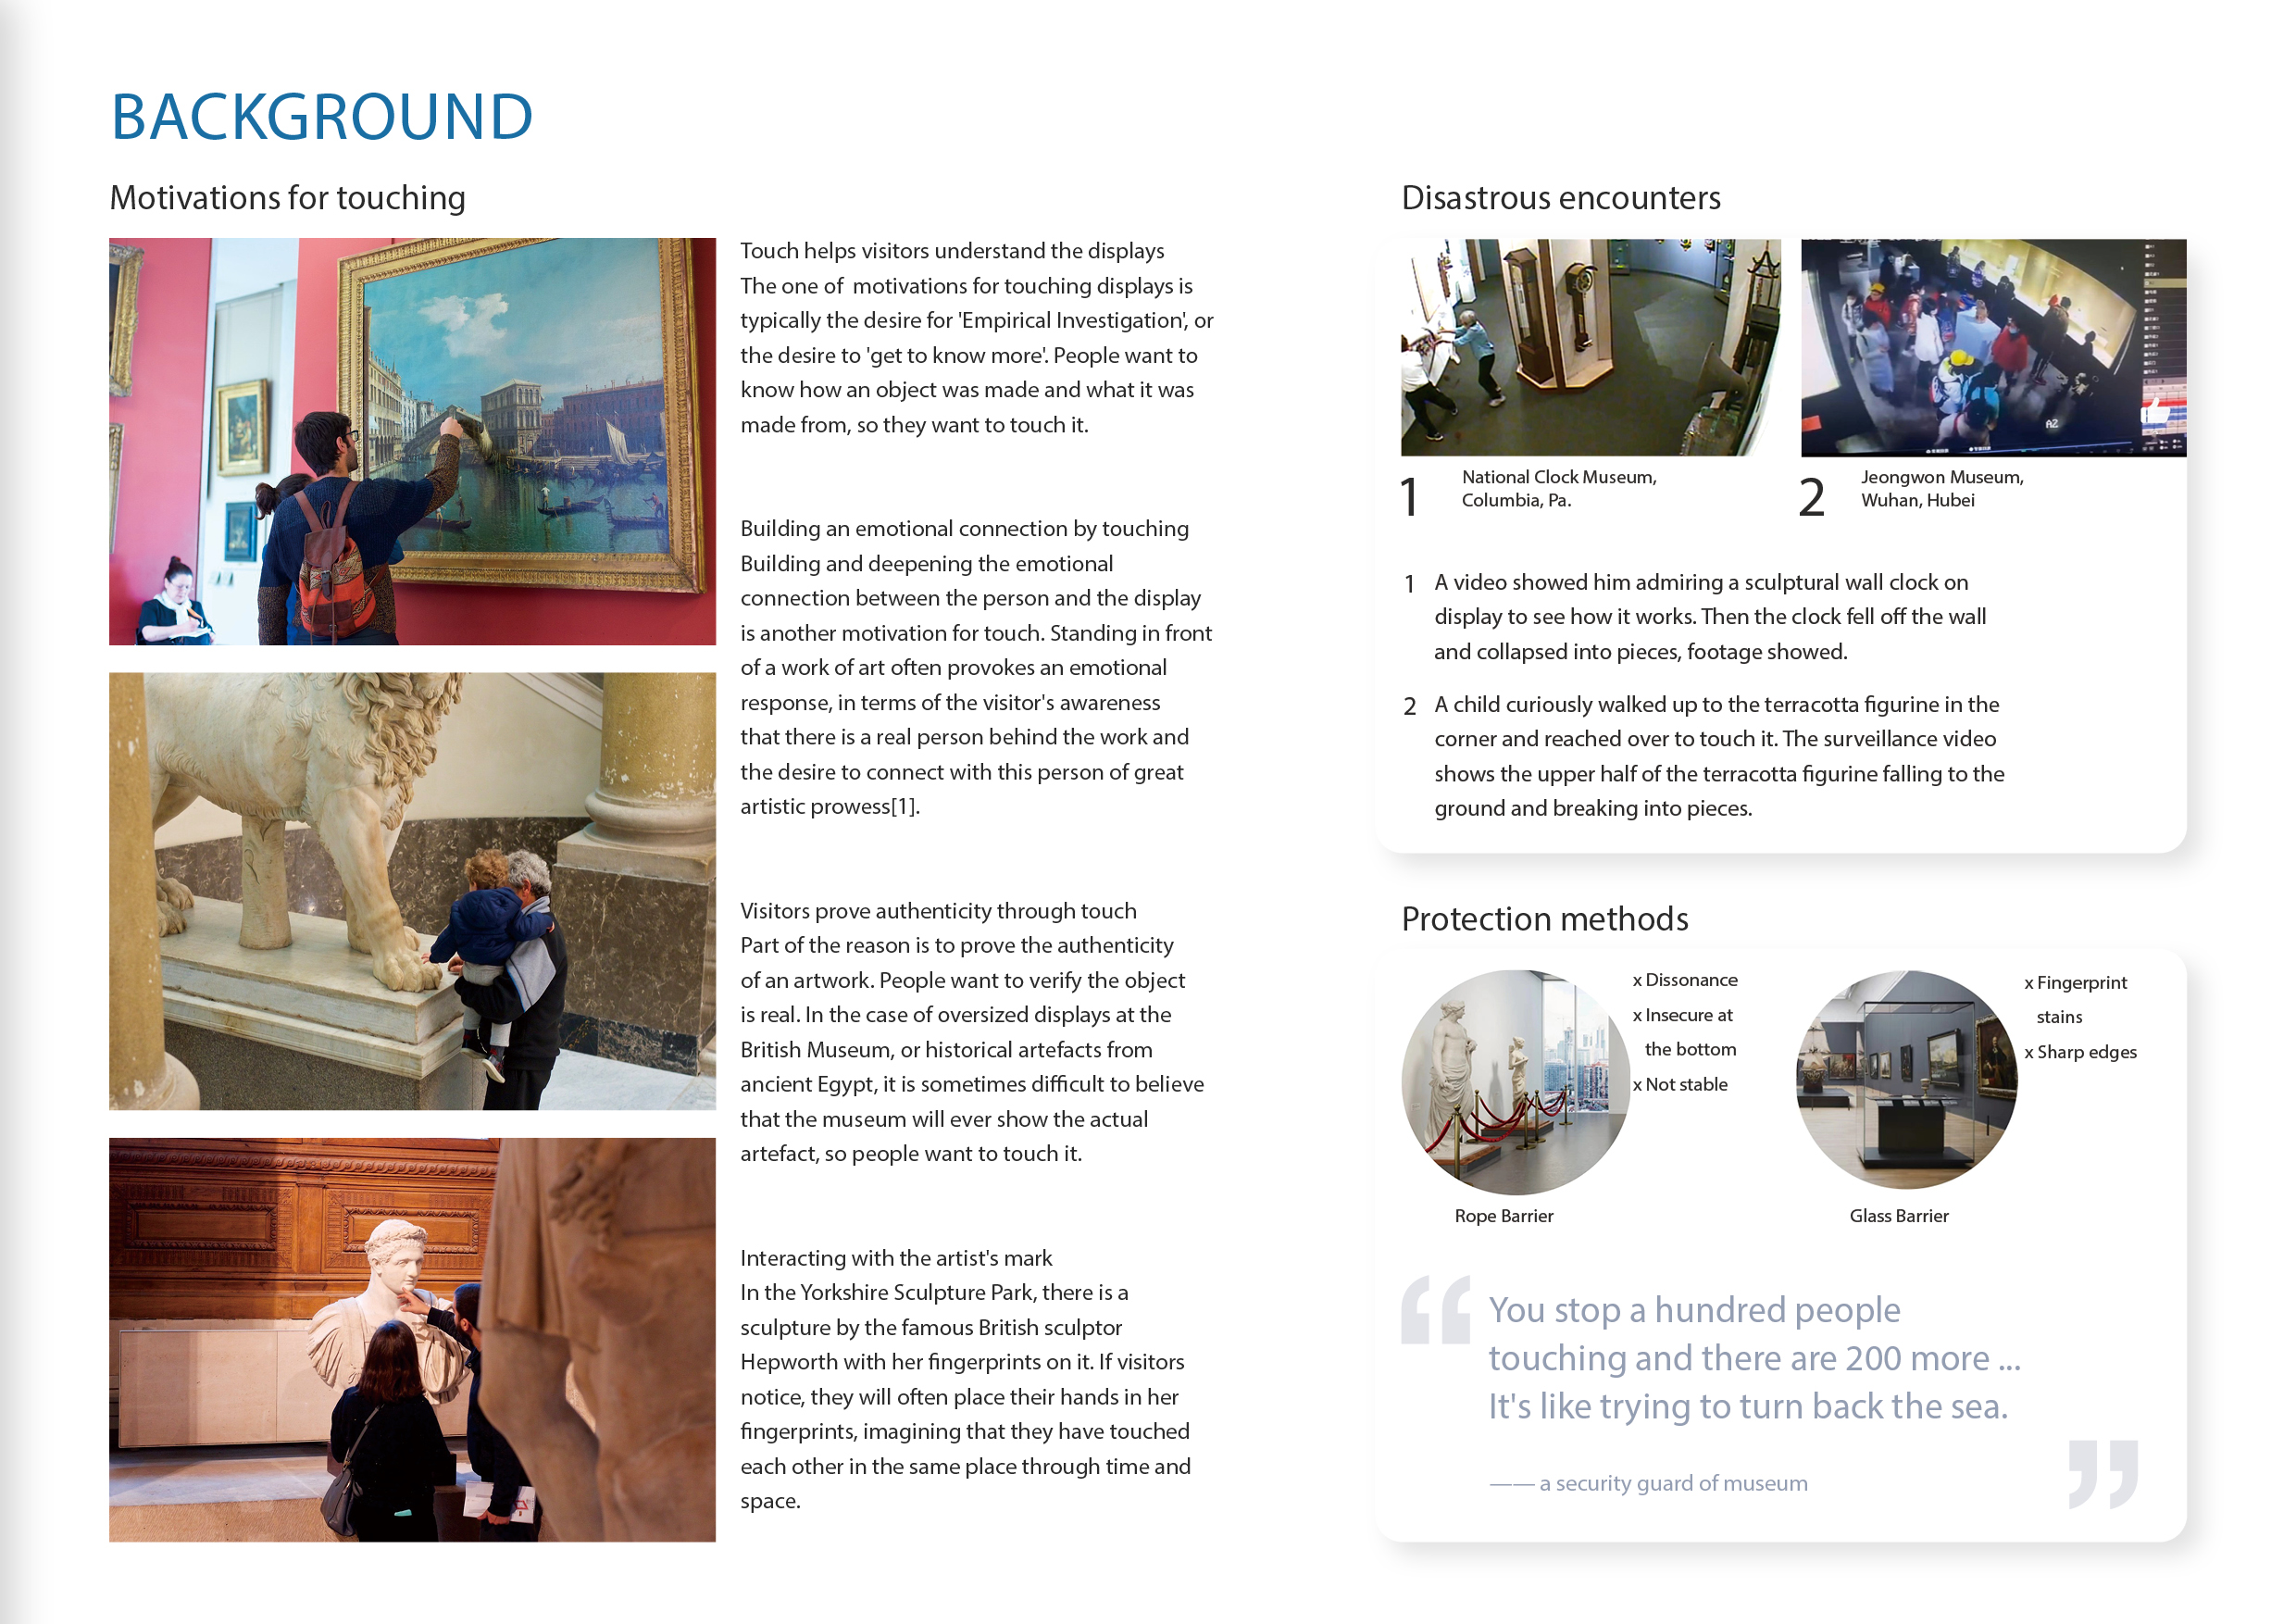 BACKGROUND
Motivations for touching
Touch helps visitors understand the displays
The one of  motivations for touching displays is
typically the desire for 'Empirical Investigation', or
the desire to 'get to know more'. People want to
know how an object was made and what it was
made from, so they want to touch it.
Building an emotional connection by touching
Building and deepening the emotional
connection between the person and the display
is another motivation for touch. Standing in front
of a work of art often provokes an emotional
response, in terms of the visitor's awareness
that there is a real person behind the work and
the desire to connect with this person of great
artistic prowess[1].
Visitors prove authenticity through touch
Part of the reason is to prove the authenticity
of an artwork. People want to verify the object
is real. In the case of oversized displays at the
British Museum, or historical artefacts from
ancient Egypt, it is sometimes difficult to believe
that the museum will ever show the actual
artefact, so people want to touch it.
Interacting with the artist's mark
In the Yorkshire Sculpture Park, there is a
sculpture by the famous British sculptor
Hepworth with her fingerprints on it. If visitors
notice, they will often place their hands in her
fingerprints, imagining that they have touched
each other in the same place through time and
space.
Disastrous encounters
A2
1 National Clock Museum,
Columbia, Pa.
2 Jeongwon Museum,
Wuhan, Hubei
1 A video showed him admiring a sculptural wall clock on
display to see how it works. Then the clock fell off the wall
and collapsed into pieces, footage showed.
2 A child curiously walked up to the terracotta figurine in the
corner and reached over to touch it. The surveillance video
shows the upper half of the terracotta figurine falling to the
ground and breaking into pieces.
Protection methods
x Dissonance
x Insecure at
the bottom
x Not stable
Rope Barrier
x Fingerprint
stains
x Sharp edges
Glass Barrier
“You stop a hundred people
touching and there are 200 more ...
It's like trying to turn back the sea.”
—— a security guard of museum